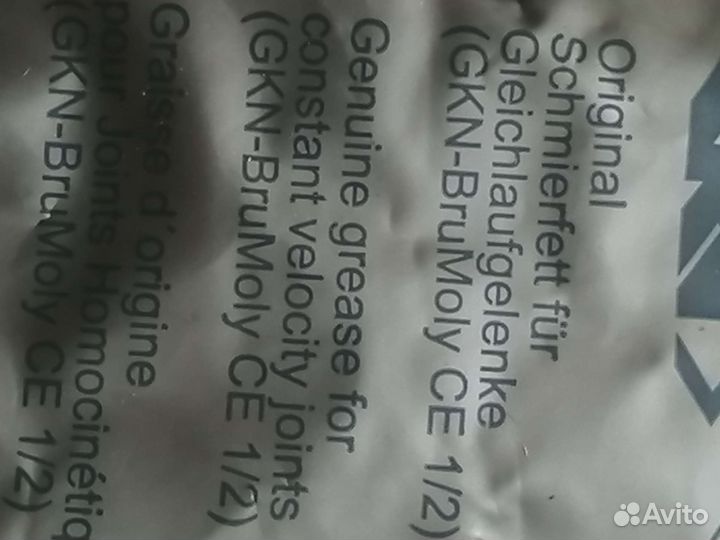 Original
Schmierfett für
Gleichlaufgelenke
(GKN-BruMoly CE 1/2)
Genuine grease for
constant velocity joints
(GKN-BruMoly CE 1/2)
Graisse d'origine
pour Joints Homocinétiq
(GKN-BruMoly CE 1/2)
Avito